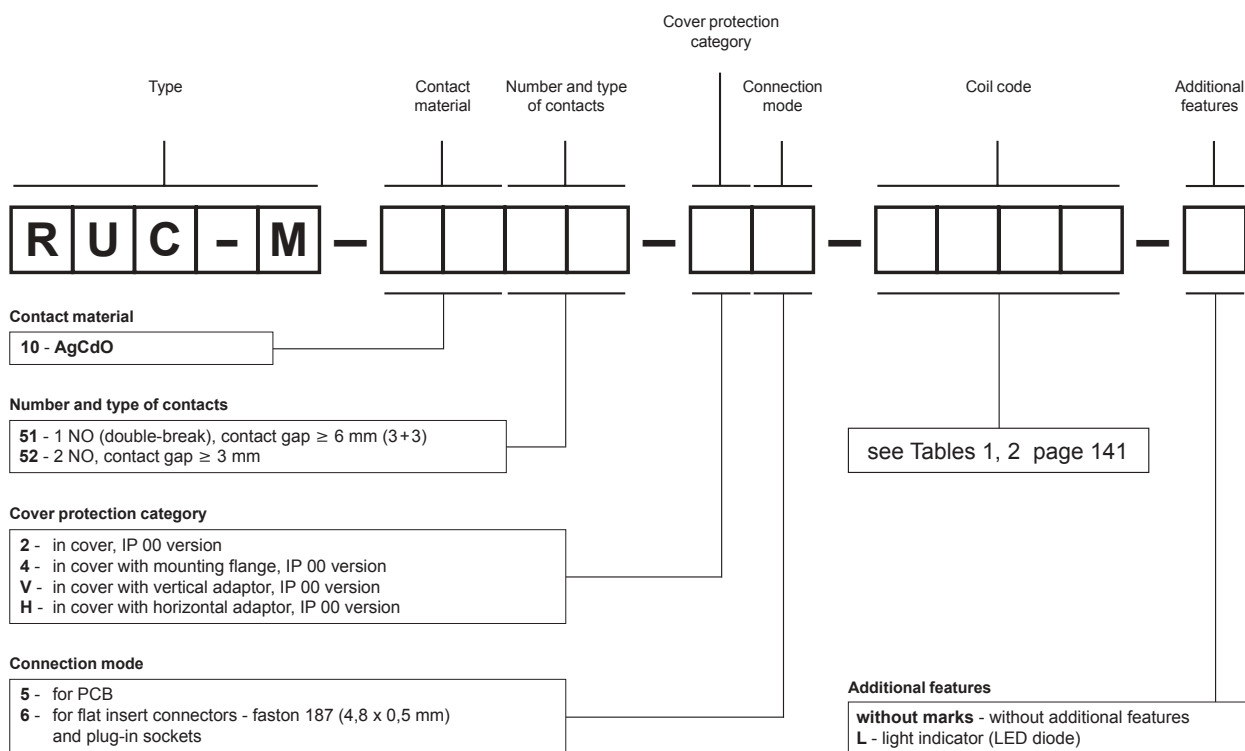 Cover protection
category
Type
Contact
material
Number and type
of contacts
Connection
mode
Coil code
Additional
features
R U C - M – – – –
Contact material
10 - AgCdO
Number and type of contacts
51 - 1 NO (double-break), contact gap ≥ 6 mm (3+3)
52 - 2 NO, contact gap ≥ 3 mm
see Tables 1, 2 page 141
Cover protection category
2 - in cover, IP 00 version
4 - in cover with mounting flange, IP 00 version
V - in cover with vertical adaptor, IP 00 version
H - in cover with horizontal adaptor, IP 00 version
Connection mode
5 - for PCB
6 - for flat insert connectors - faston 187 (4,8 x 0,5 mm)
and plug-in sockets
Additional features
without marks - without additional features
L - light indicator (LED diode)